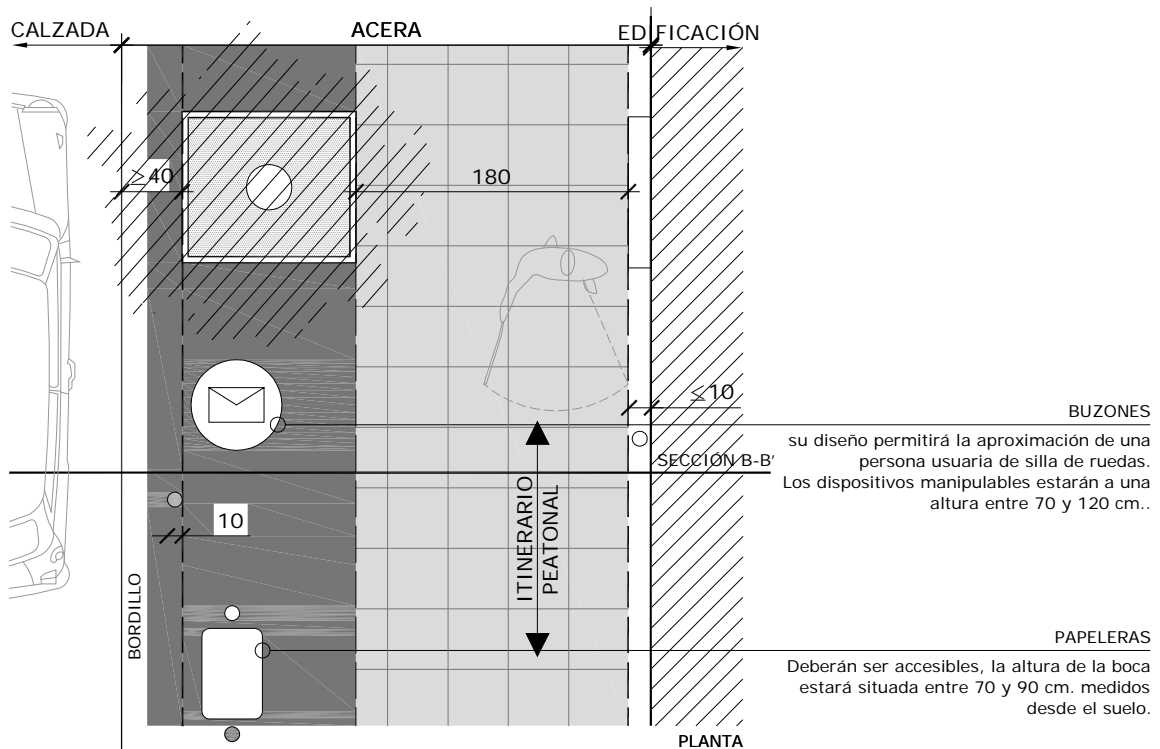 CALZADA
ACERA
EDIFICACIÓN
≥40
180
≤10
BUZONES
su diseño permitirá la aproximación de una
persona usuaria de silla de ruedas.
Los dispositivos manipulables estarán a una
altura entre 70 y 120 cm..
SECCIÓN B-B'
10
ITINERARIO
PEATONAL
BORDILLO
PAPELERAS
Deberán ser accesibles, la altura de la boca
estará situada entre 70 y 90 cm. medidos
desde el suelo.
PLANTA